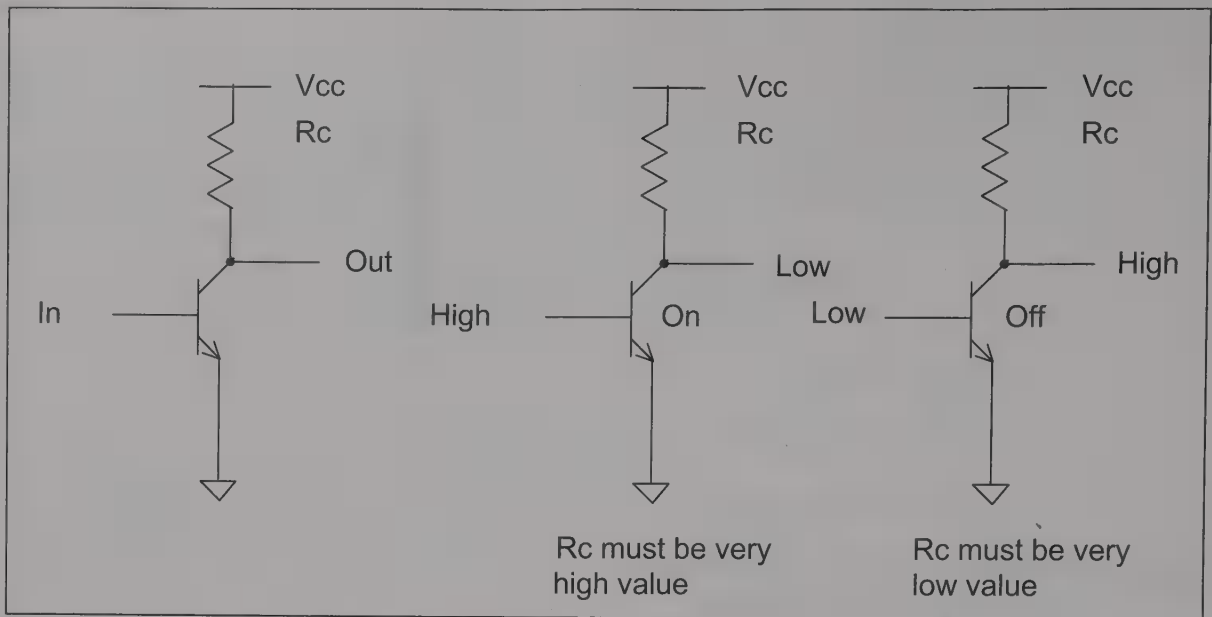 Vcc
Rc
Out
In
Vcc
Rc
Low
High
On
Vcc
Rc
High
Low
Off
Rc must be very
high value
Rc must be very
low value